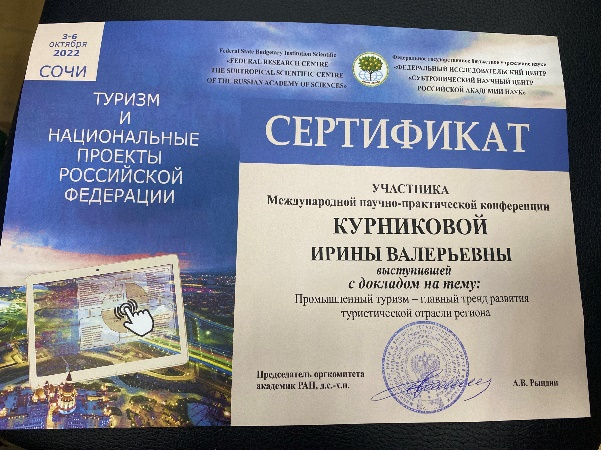 3-6
октября
2022
СОЧИ
ТУРИЗМ
И
НАЦИОНАЛЬНЫЕ
ПРОЕКТЫ
РОССИЙСКОЙ
ФЕДЕРАЦИИ
Federal State Budgetary Institution Scientific
«FEDERAL RESEARCH CENTRE
THE SUBTROPICAL SCIENTIFIC CENTRE
OF THE RUSSIAN ACADEMY OF SCIENCES»
Федеральное государственное бюджетное учреждение науки
«ФЕДЕРАЛЬНЫЙ ИССЛЕДОВАТЕЛЬСКИЙ ЦЕНТР
«СУБТРОПИЧЕСКИЙ НАУЧНЫЙ ЦЕНТР
РОССИЙСКОЙ АКАДЕМИИ НАУК»
СЕРТИФИКАТ
УЧАСТНИКА
Международной научно-практической конференции
КУРНИКОВОЙ
ИРИНЫ ВАЛЕРЬЕВНЫ
выступившей
с докладом на тему:
Промышленный туризм – главный тренд развития
туристической отрасли региона
Председатель оргкомитета
академик РАН, д.с.-х.н.
А.В. Рындин